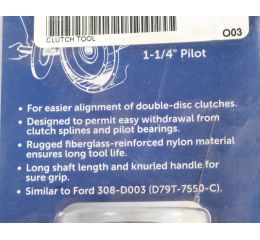 CLUTCH TOOL
O03
1-1/4" Pilot
• For easier alignment of double-disc clutches.
• Designed to permit easy withdrawal from
clutch splines and pilot bearings.
• Rugged fiberglass-reinforced nylon material
ensures long tool life.
• Long shaft length and knurled handle for
sure grip.
• Similar to Ford 308-D003 (D79T-7550-C).